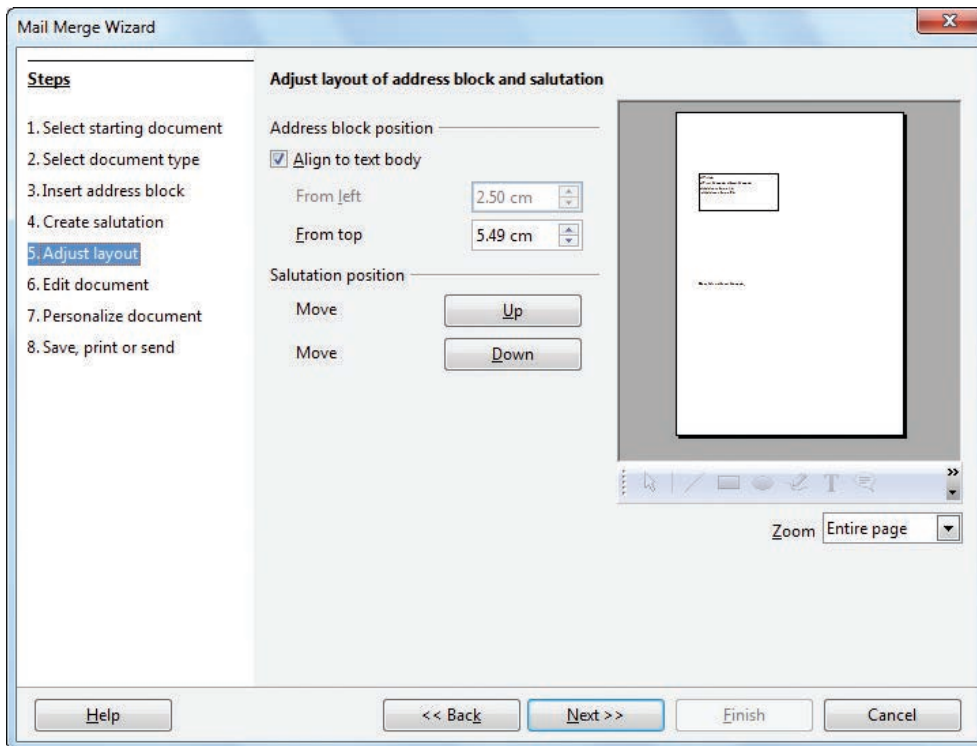 Mail Merge Wizard
Steps
1. Select starting document
2. Select document type
3. Insert address block
4. Create salutation
5. Adjust layout
6. Edit document
7. Personalize document
8. Save, print or send
Adjust layout of address block and salutation
Address block position
Align to text body
From left 2.50 cm
From top 5.49 cm
Salutation position
Move Up
Move Down
T
Zoom Entire page
Help << Back Next >> Finish Cancel